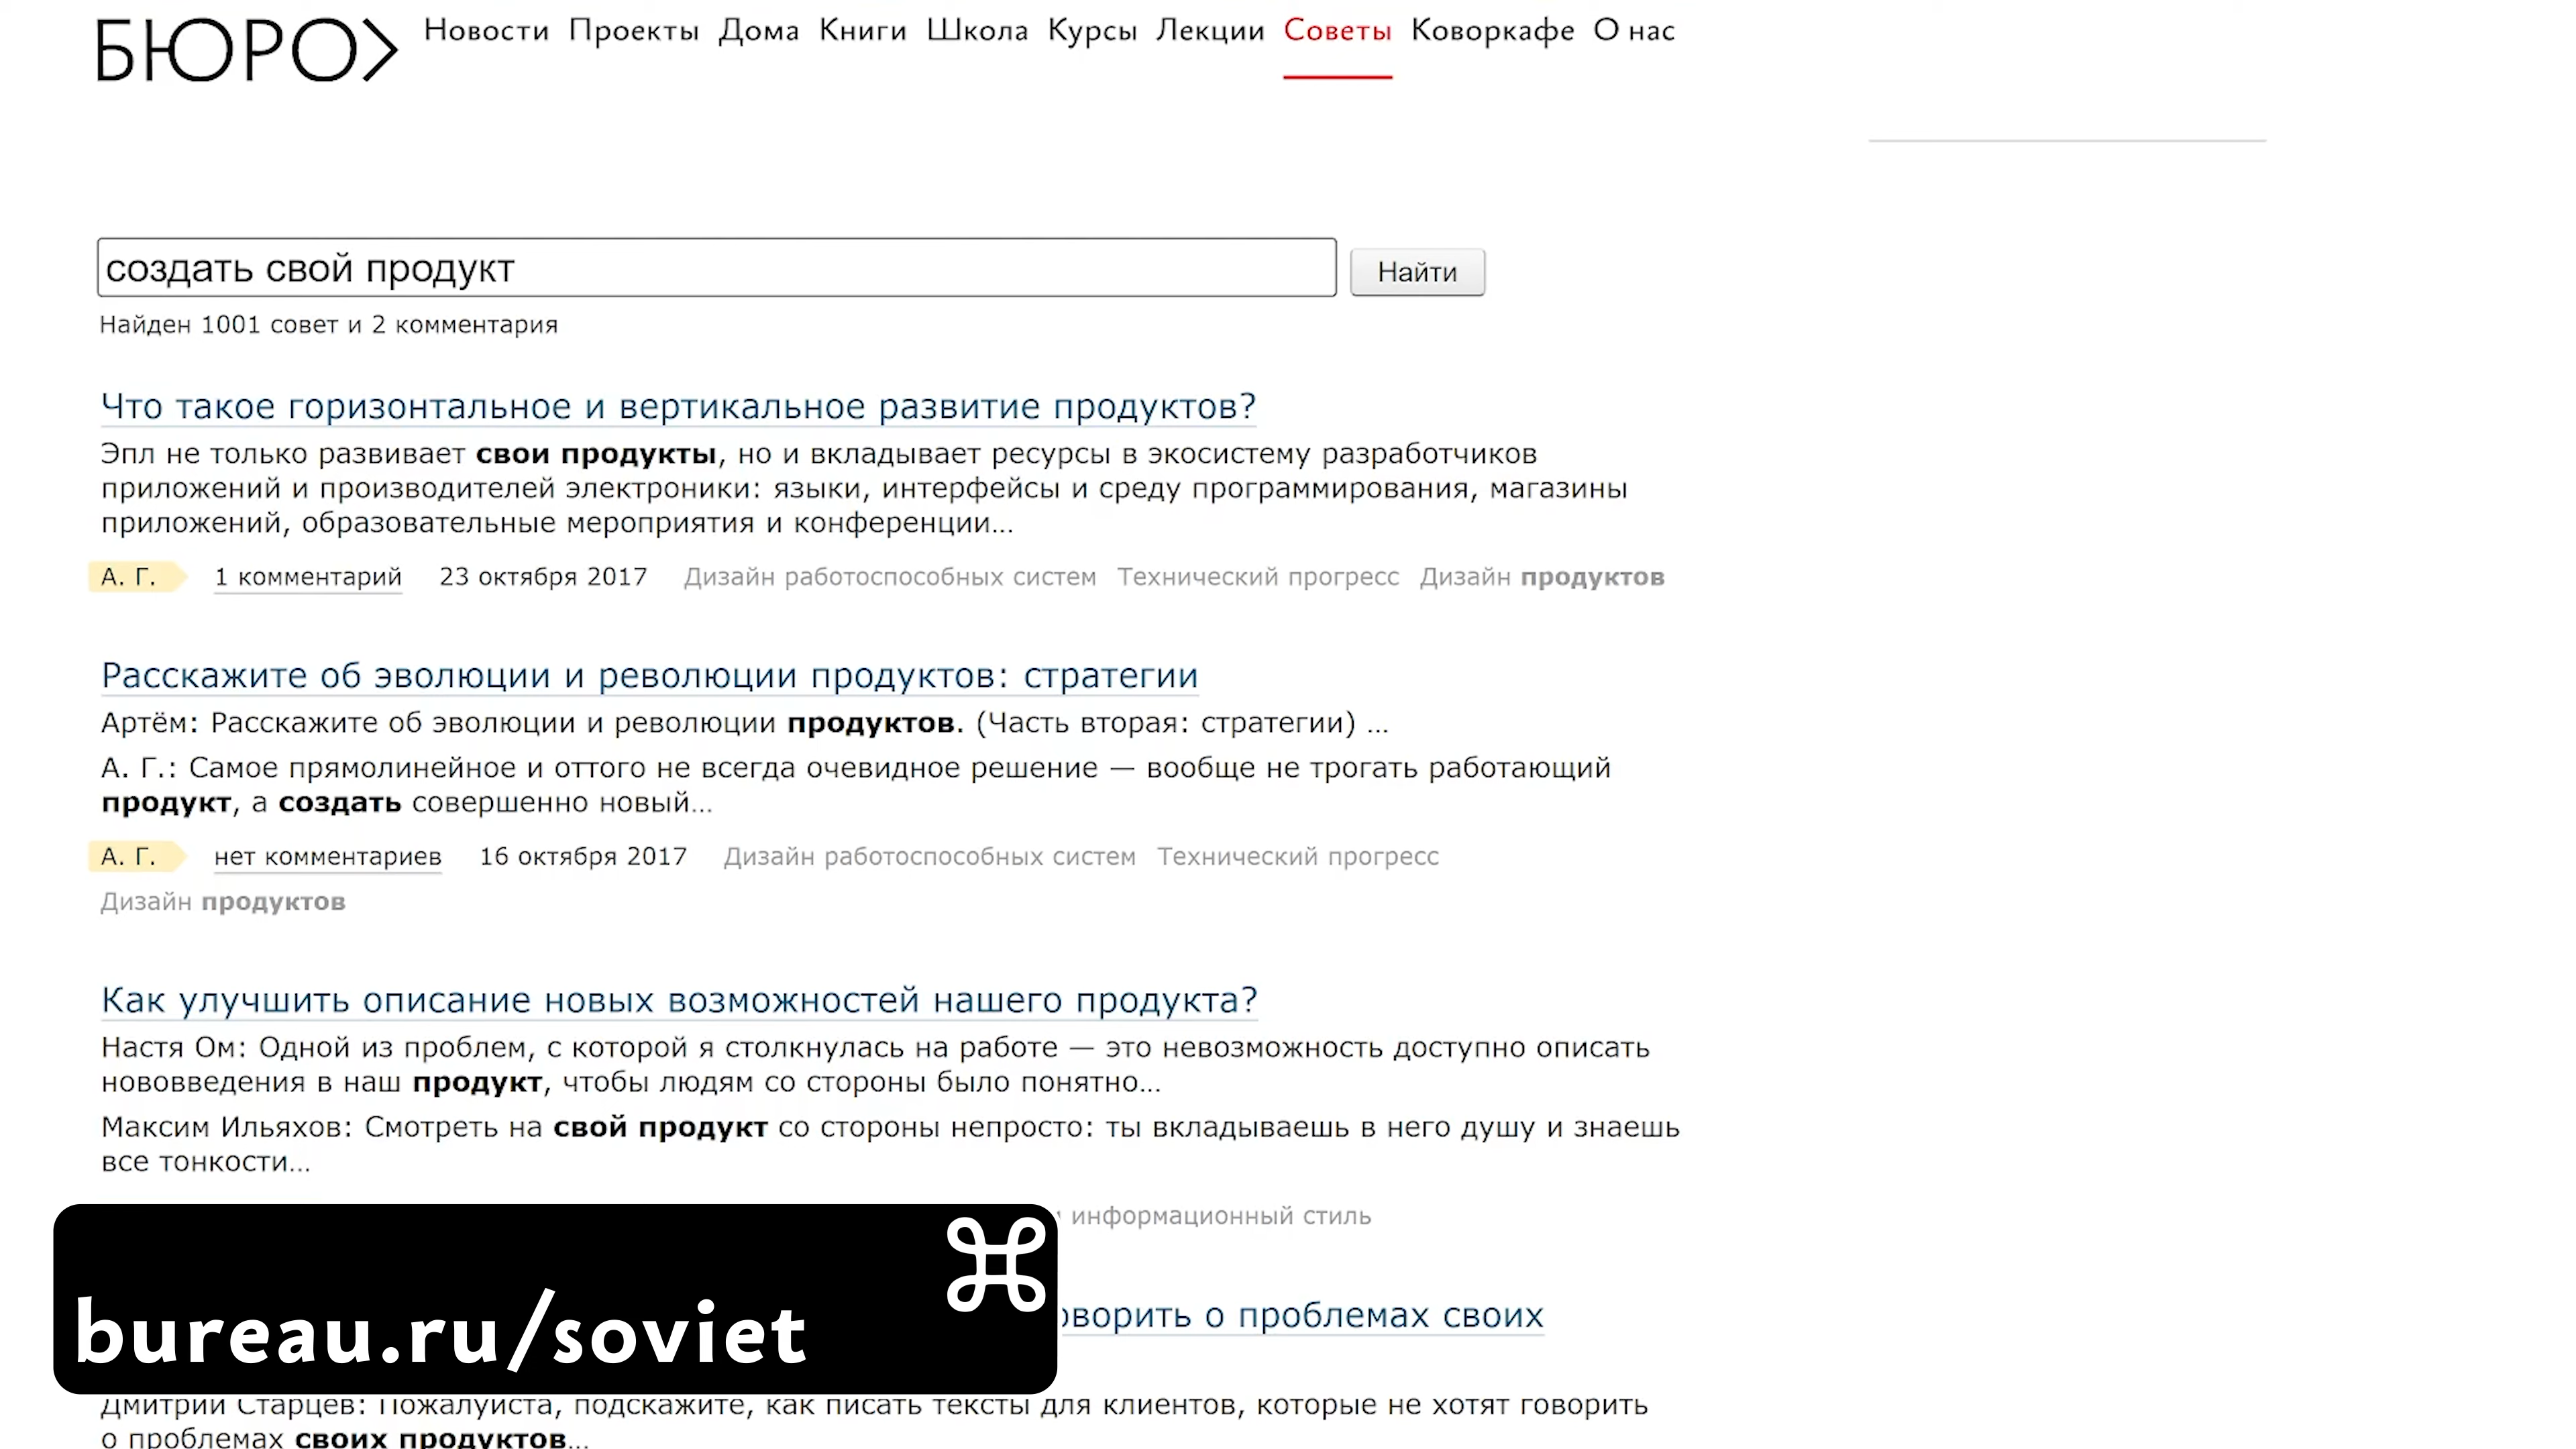 БЮРО>
Новости Проекты Дома Книги Школа Курсы Лекции Советы Коворкафе О нас
создать свой продукт
Найти
Найден 1001 совет и 2 комментария
Что такое горизонтальное и вертикальное развитие продуктов?
Эпл не только развивает свои продукты, но и вкладывает ресурсы в экосистему разработчиков
приложений и производителей электроники: языки, интерфейсы и среду программирования, магазины
приложений, образовательные мероприятия и конференции...
А. Г. 1 комментарий 23 октября 2017 Дизайн работоспособных систем Технический прогресс Дизайн продуктов
Расскажите об эволюции и революции продуктов: стратегии
Артём: Расскажите об эволюции и революции продуктов. (Часть вторая: стратегии) ...
А. Г.: Самое прямолинейное и оттого не всегда очевидное решение — вообще не трогать работающий
продукт, а создать совершенно новый...
А. Г. нет комментариев 16 октября 2017 Дизайн работоспособных систем Технический прогресс
Дизайн продуктов
Как улучшить описание новых возможностей нашего продукта?
Настя Ом: Одной из проблем, с которой я столкнулась на работе — это невозможность доступно описать
нововведения в наш продукт, чтобы людям со стороны было понятно...
Максим Ильяхов: Смотреть на свой продукт со стороны непросто: ты вкладываешь в него душу и знаешь
все тонкости...
информационный стиль
оворить о проблемах своих
bureau.ru/soviet
Дмитрий Старцев: Пожалуйста, подскажите, как писать тексты для клиентов, которые не хотят говорить
о проблемах своих продуктов...